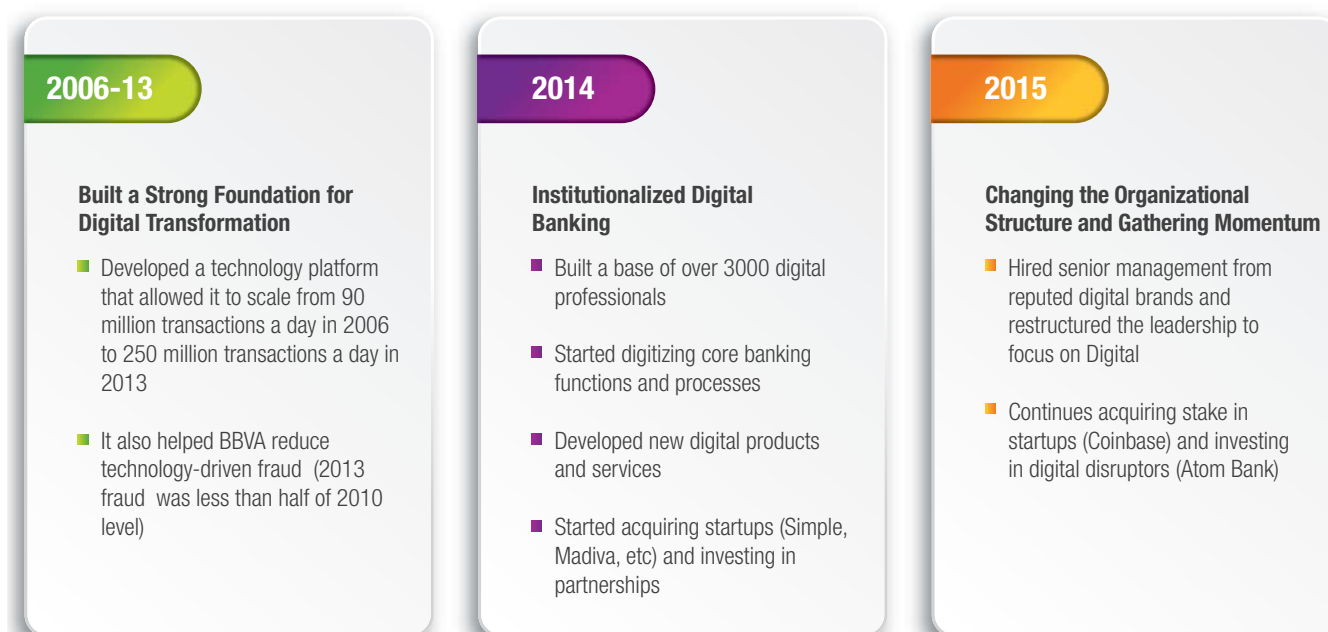 2006-13
Built a Strong Foundation for
Digital Transformation
Developed a technology platform
that allowed it to scale from 90
million transactions a day in 2006
to 250 million transactions a day in
2013
It also helped BBVA reduce
technology-driven fraud (2013
fraud was less than half of 2010
level)
2014
Institutionalized Digital
Banking
Built a base of over 3000 digital
professionals
Started digitizing core banking
functions and processes
Developed new digital products
and services
Started acquiring startups (Simple,
Madiva, etc) and investing in
partnerships
2015
Changing the Organizational
Structure and Gathering Momentum
Hired senior management from
reputed digital brands and
restructured the leadership to
focus on Digital
Continues acquiring stake in
startups (Coinbase) and investing
in digital disruptors (Atom Bank)